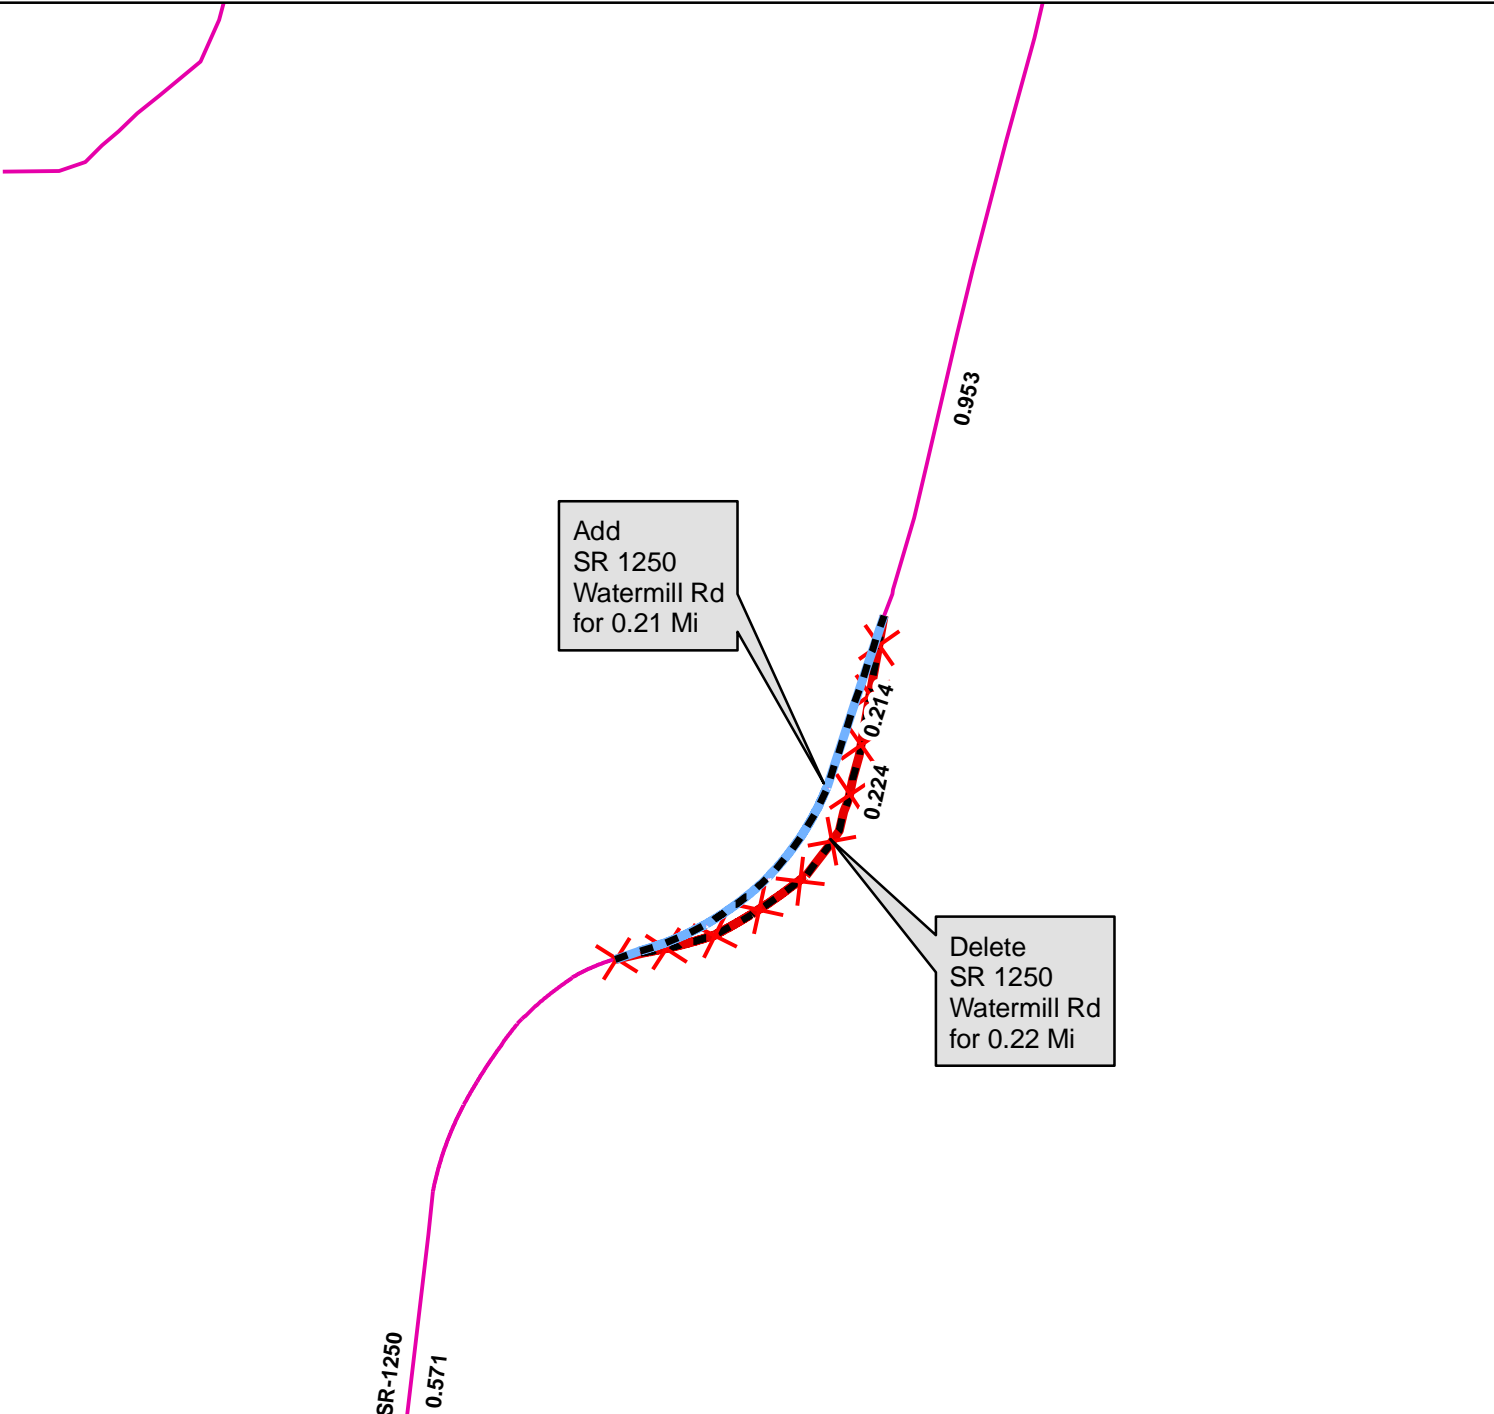 0.953
Add
SR 1250
Watermill Rd
for 0.21 Mi
0.214
0.224
Delete
SR 1250
Watermill Rd
for 0.22 Mi
SR-1250
0.571